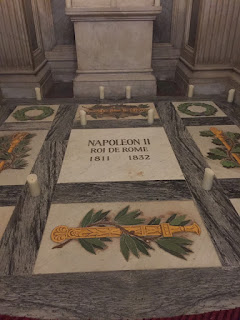 NAPOLEON II
ROI DE ROME
1811 1832